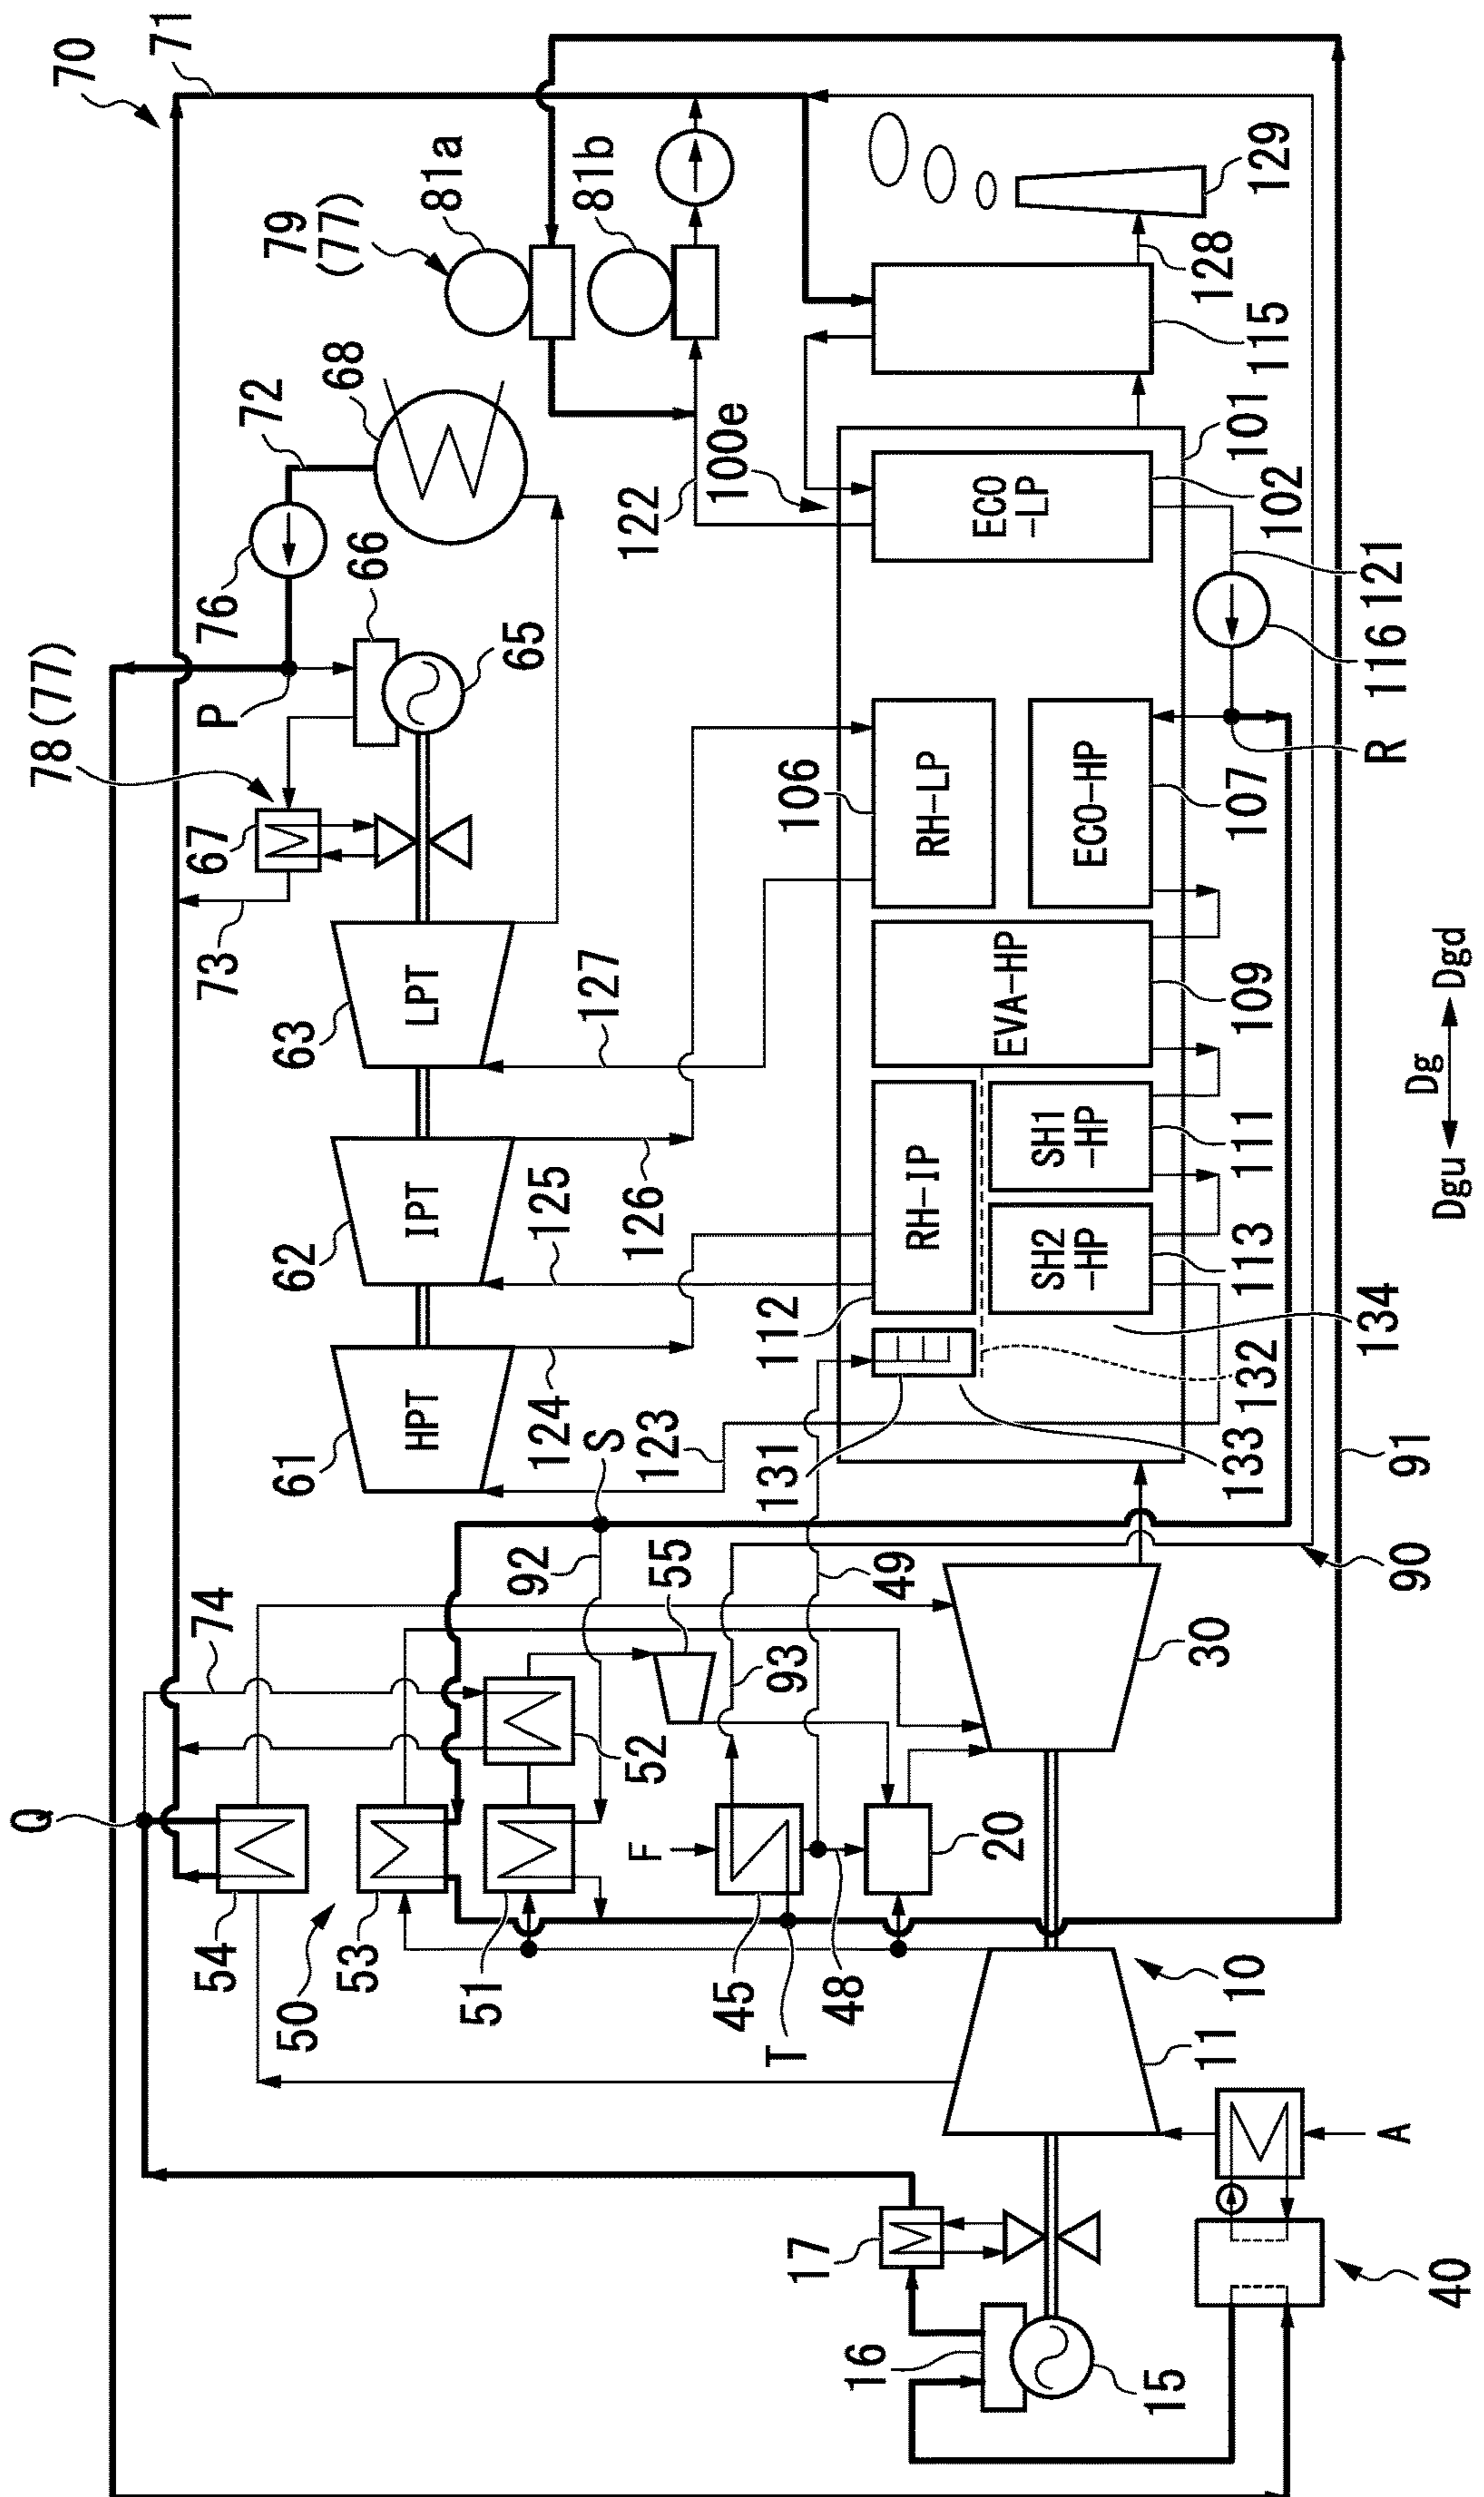 70
71
79
(77)
81a
81b
72
68
76
66
65
78(77)
P
67
73
LPT
63
127
IPT
62
125
126
HPT
61
124
123
S
92
55
49
93
74
52
Q
54
50
53
51
F
45
T
48
20
30
10
11
17
16
15
40
A
90
91
129
128
115
101
102
100e
122
ECO
-LP
121
116
R
106
RH-LP
ECO-HP
107
EVA-HP
109
RH-IP
112
SH1
-HP
111
SH2
-HP
113
134
132
133
131
Dgu
Dg
Dgd